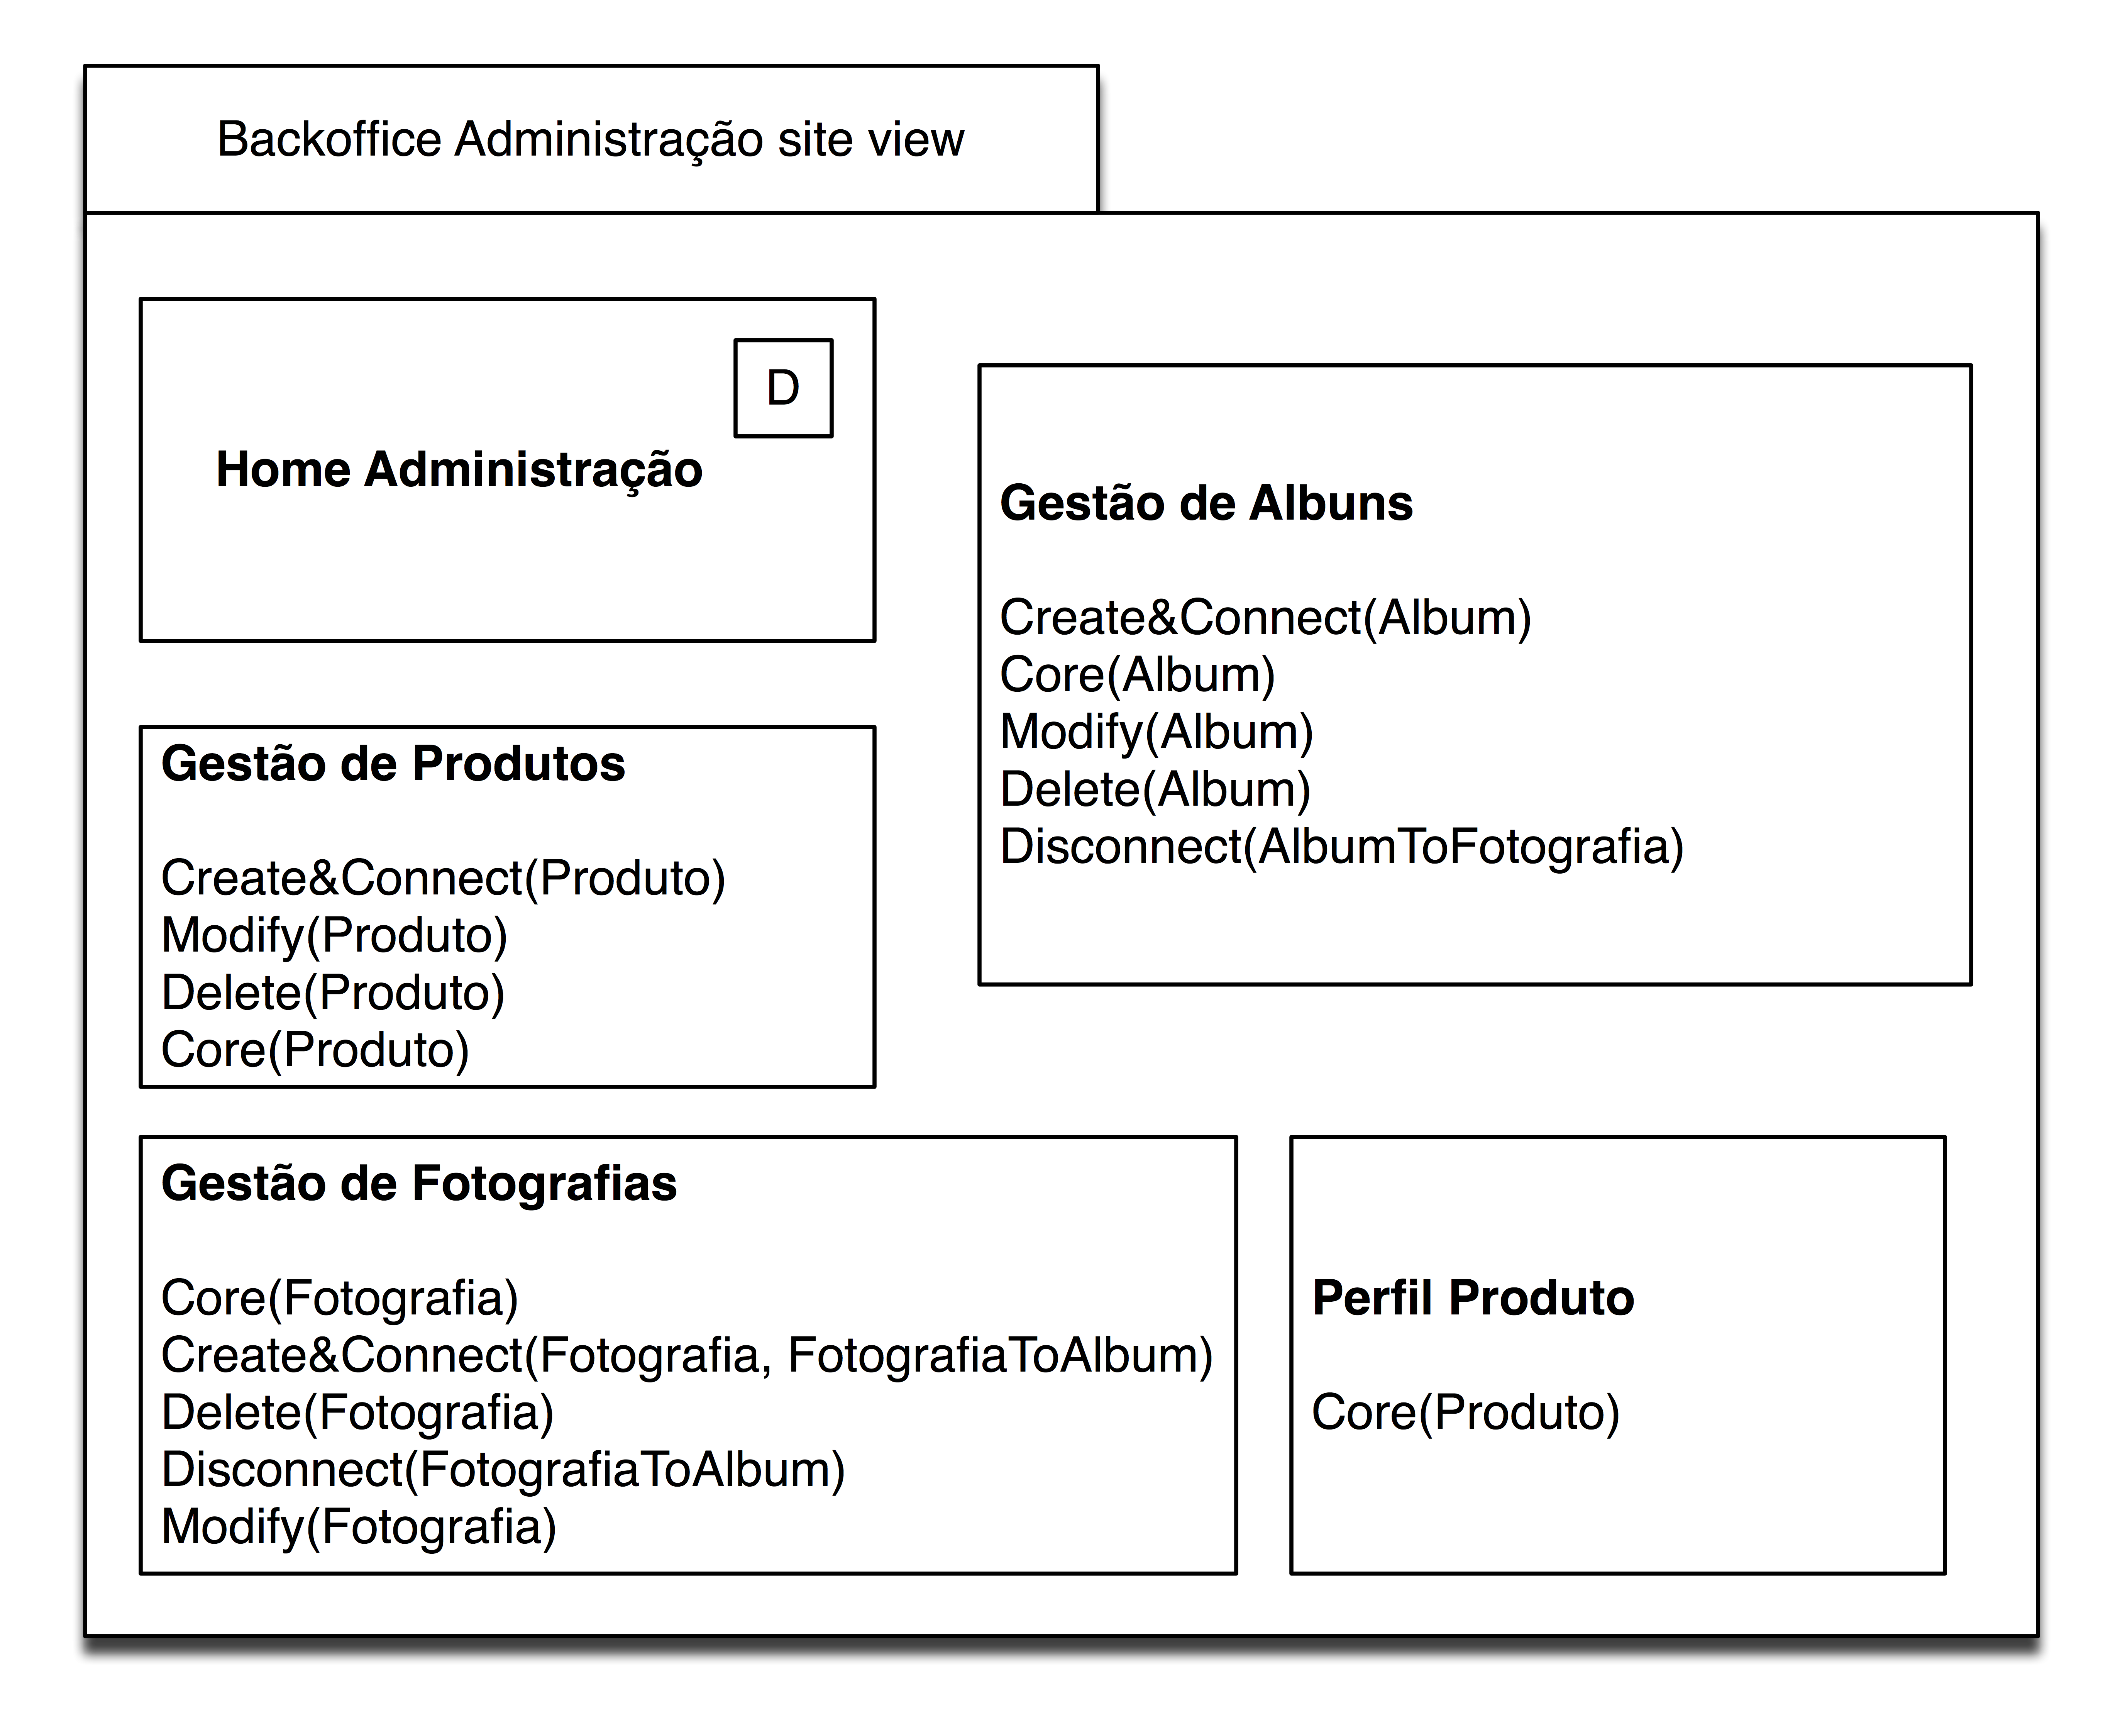 Backoffice Administração site view
D
Home Administração
Gestão de Albuns
Create&Connect(Album)
Core(Album)
Modify(Album)
Delete(Album)
Disconnect(AlbumToFotografia)
Gestão de Produtos
Create&Connect(Produto)
Modify(Produto)
Delete(Produto)
Core(Produto)
Gestão de Fotografias
Core(Fotografia)
Create&Connect(Fotografia, FotografiaToAlbum)
Delete(Fotografia)
Disconnect(FotografiaToAlbum)
Modify(Fotografia)
Perfil Produto
Core(Produto)